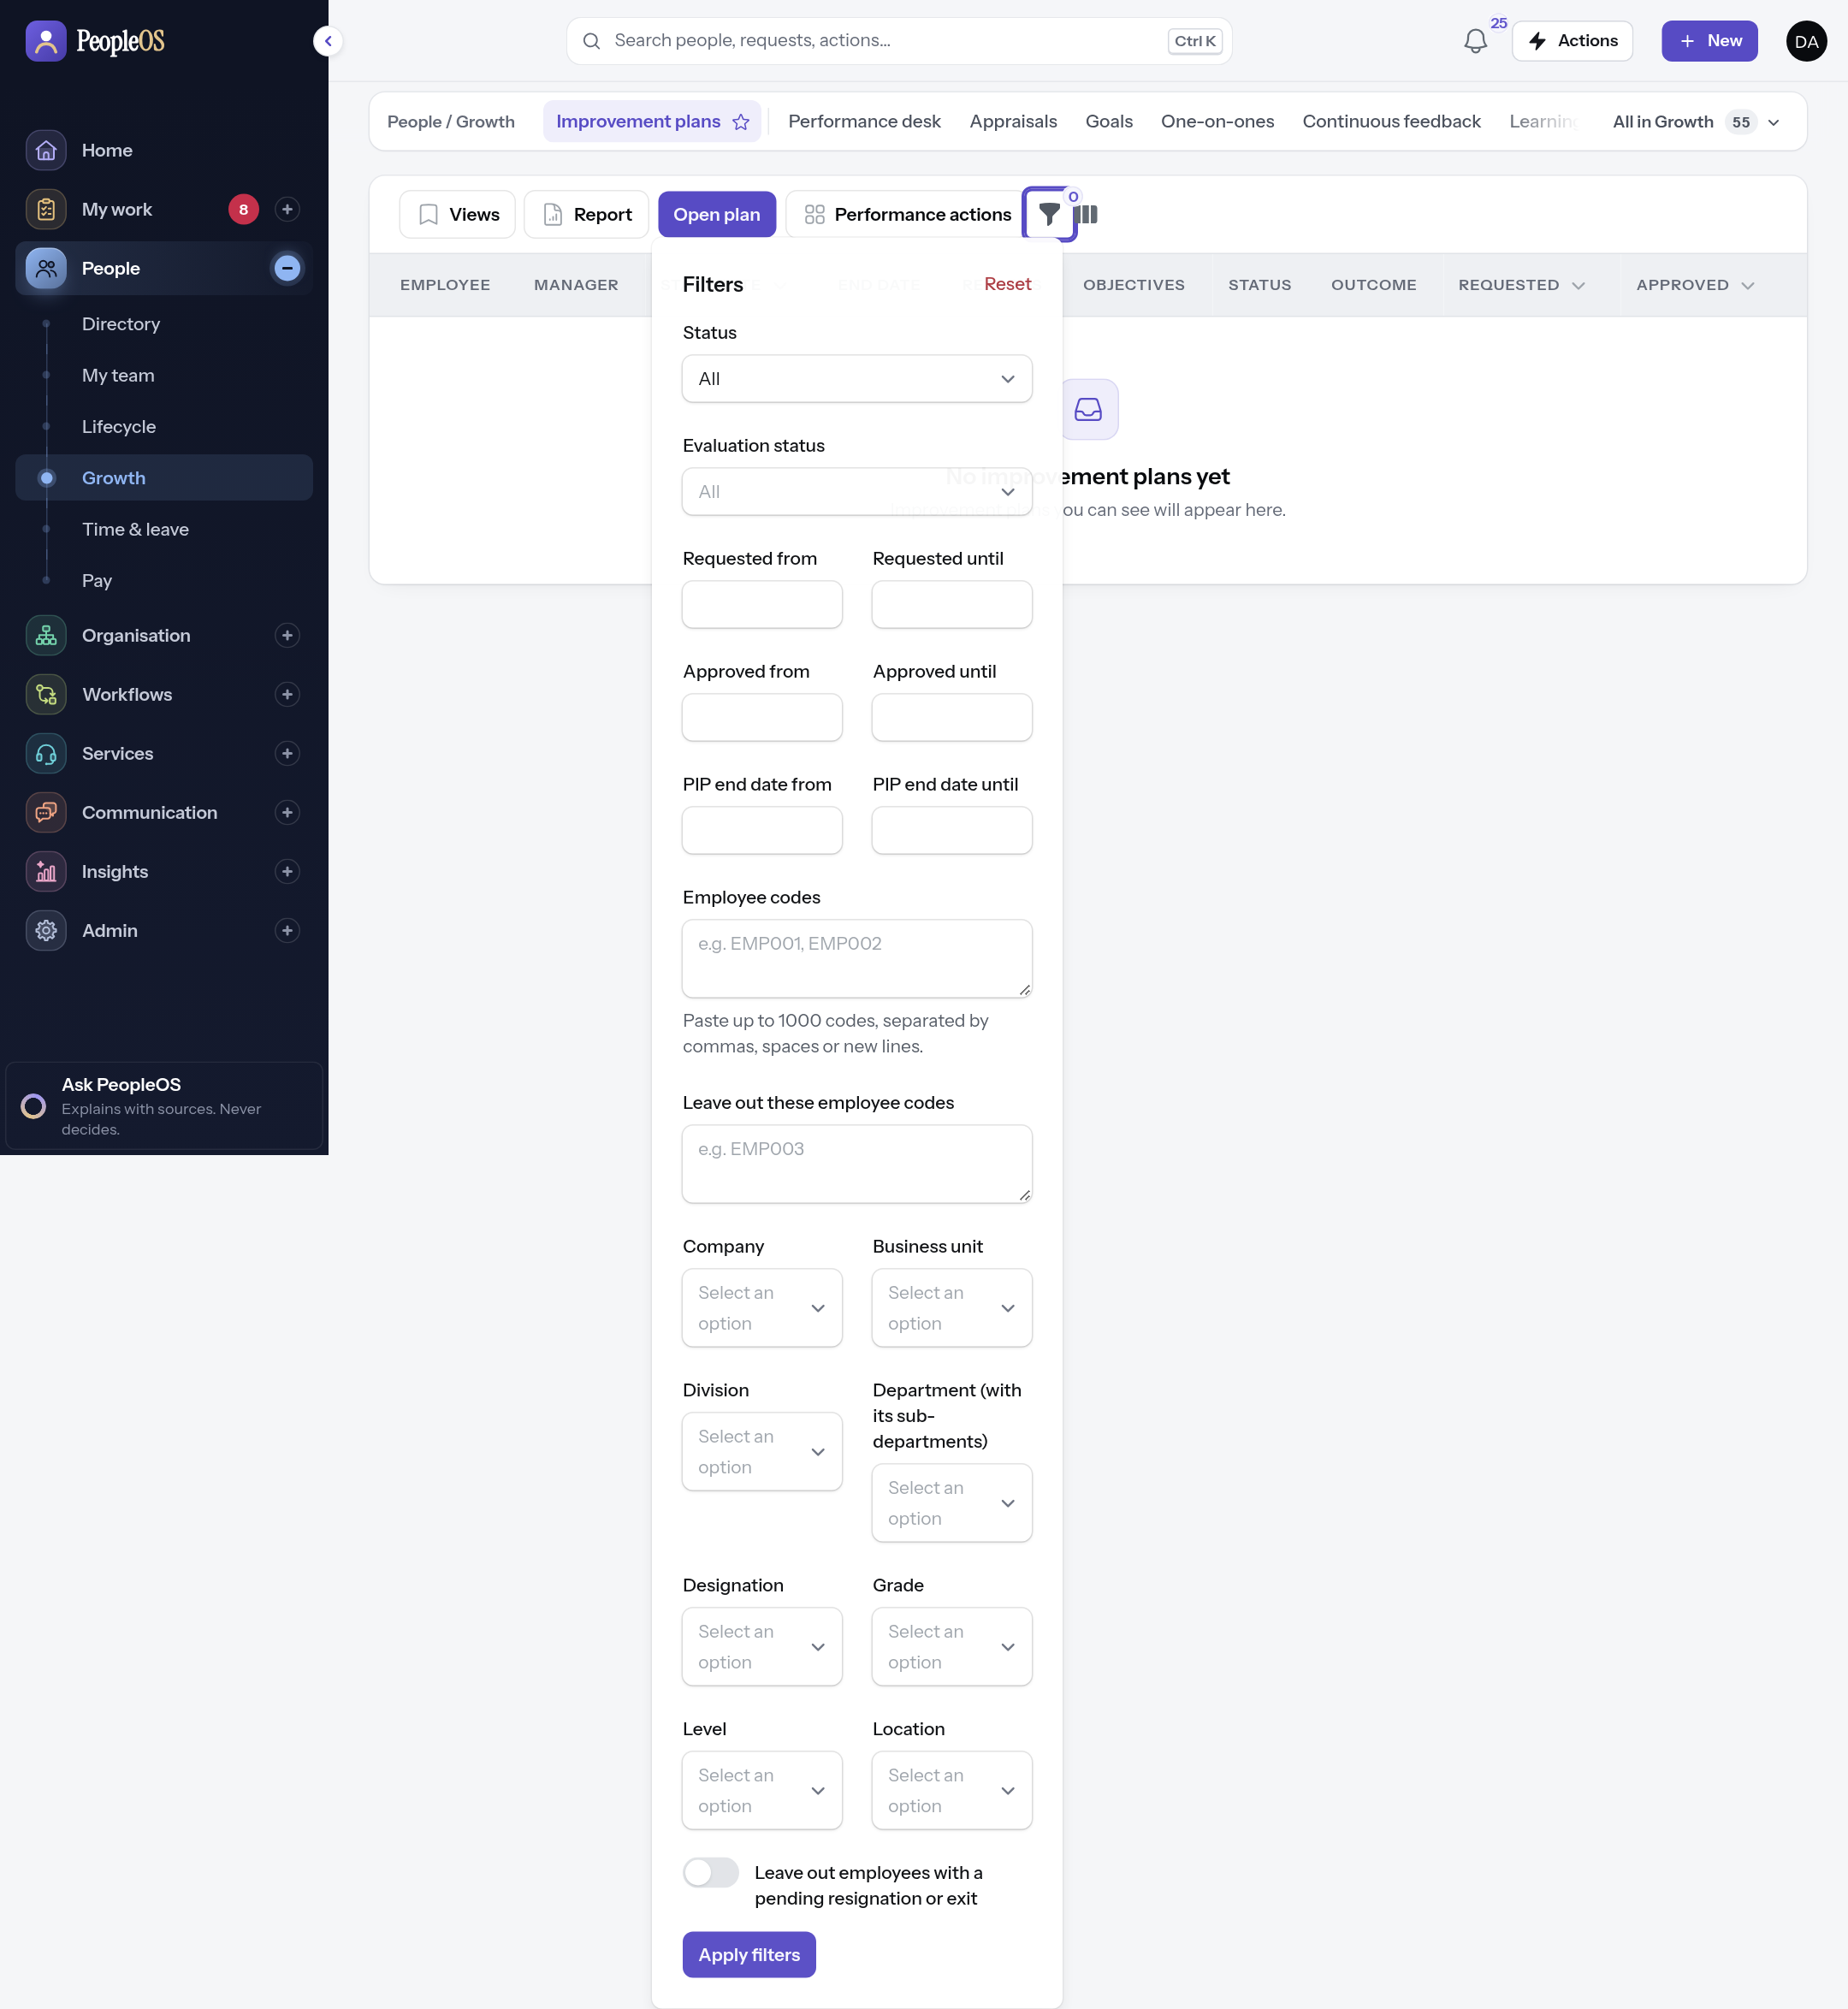 PeopleOS
Search people, requests, actions...
Ctrl K
25
Actions
New
DA
People / Growth
Improvement plans
Performance desk
Appraisals
Goals
One-on-ones
Continuous feedback
Learning
All in Growth
55
Home
My work
8
People
Directory
My team
Lifecycle
Growth
Time & leave
Pay
Organisation
Workflows
Services
Communication
Insights
Admin
Ask PeopleOS
Explains with sources. Never
decides.
Views
Report
Open plan
Performance actions
0
EMPLOYEE
MANAGER
END DATE
OBJECTIVES
STATUS
OUTCOME
REQUESTED
APPROVED
No improvement plans yet
Improvement plans you can see will appear here.
Filters
Reset
Status
All
Evaluation status
All
Requested from
Requested until
Approved from
Approved until
PIP end date from
PIP end date until
Employee codes
e.g. EMP001, EMP002
Paste up to 1000 codes, separated by
commas, spaces or new lines.
Leave out these employee codes
e.g. EMP003
Company
Business unit
Select an
option
Select an
option
Division
Department (with
its sub-
departments)
Select an
option
Select an
option
Designation
Grade
Select an
option
Select an
option
Level
Location
Select an
option
Select an
option
Leave out employees with a
pending resignation or exit
Apply filters